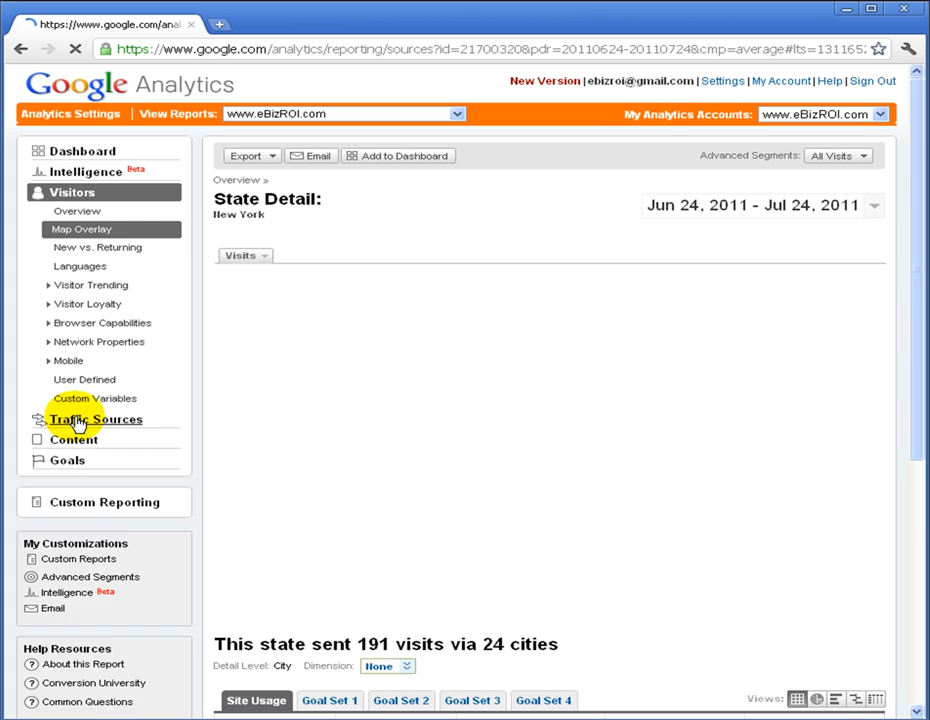 https://www.google.com/anal
https://www.google.com/analytics/reporting/sources?id=21700320&pdr=20110624-20110724&cmp=average#lts=131165
Google Analytics
New Version | ebizroi@gmail.com | Settings | My Account | Help | Sign Out
Analytics Settings | View Reports: www.eBizROI.com My Analytics Accounts: www.eBizROI.com
Dashboard
Intelligence Beta
Visitors
Overview
Map Overlay
New vs. Returning
Languages
Visitor Trending
Visitor Loyalty
Browser Capabilities
Network Properties
Mobile
User Defined
Custom Variables
Traffic Sources
Content
Goals
Custom Reporting
My Customizations
Custom Reports
Advanced Segments
Intelligence Beta
Email
Help Resources
About this Report
Conversion University
Common Questions
Export Email Add to Dashboard Advanced Segments: All Visits
Overview »
State Detail:
New York
Jun 24, 2011 - Jul 24, 2011
Visits
This state sent 191 visits via 24 cities
Detail Level: City Dimension: None
Site Usage Goal Set 1 Goal Set 2 Goal Set 3 Goal Set 4 Views: